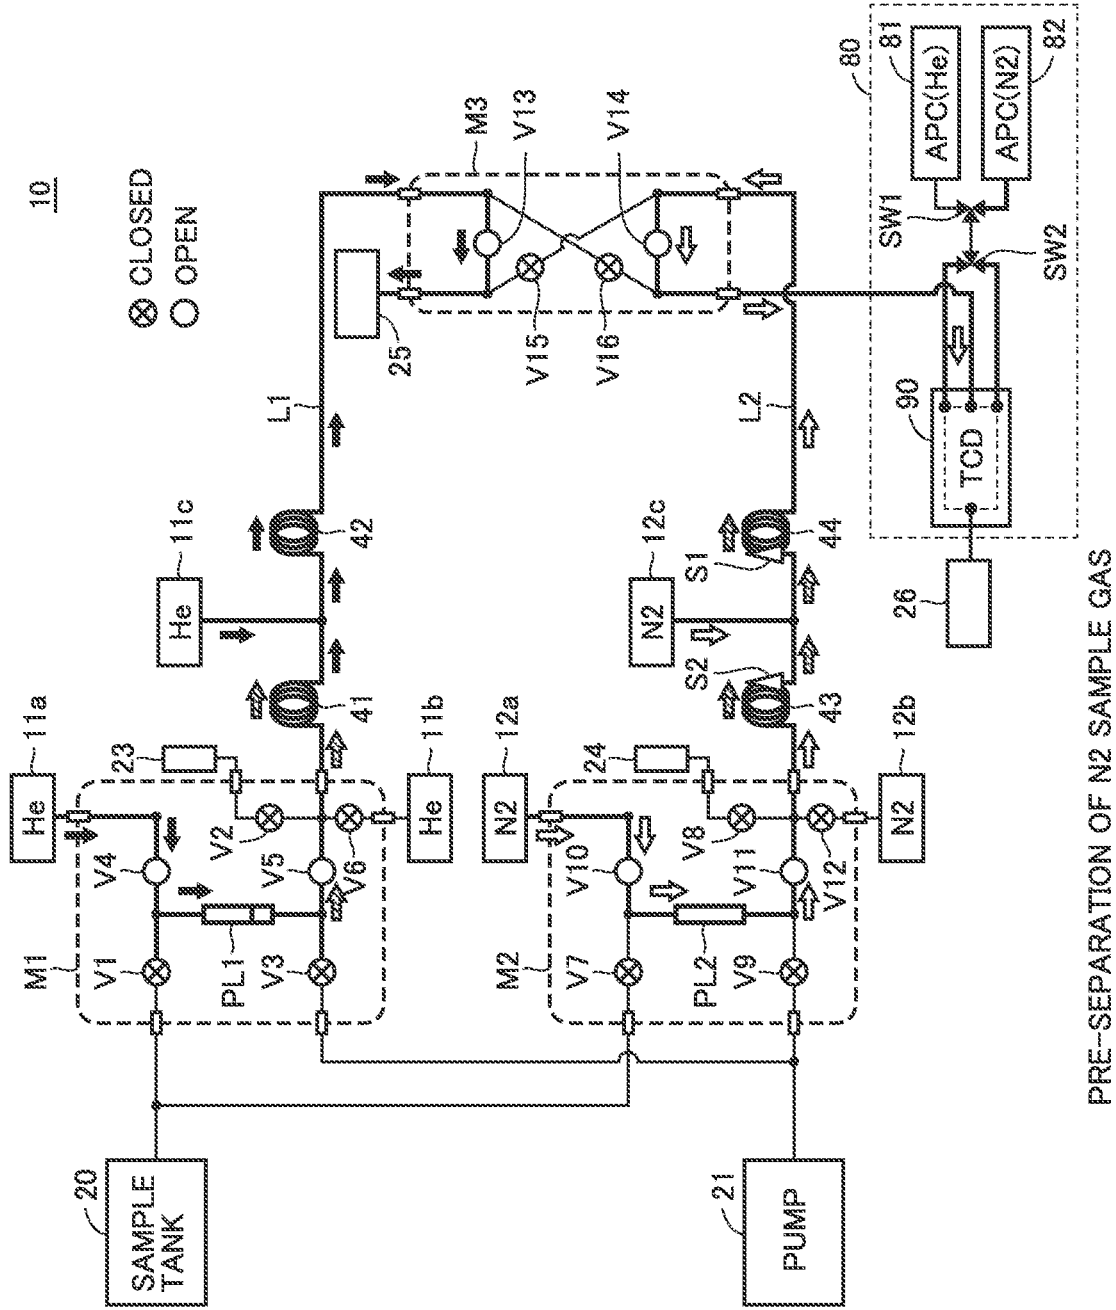 10
CLOSED
OPEN
20
SAMPLE
TANK
21
PUMP
M1
V1
V3
PL1
V4
V5
V6
V2
He
11a
He
11b
23
41
He
11c
42
L1
25
M3
V13
V14
V15
V16
M2
V7
V9
PL2
V10
V11
V12
V8
N2
12a
N2
12b
24
43
S2
N2
12c
S1
44
L2
80
81
APC(He)
82
APC(N2)
SW1
SW2
90
TCD
26
PRE-SEPARATION OF N2 SAMPLE GAS